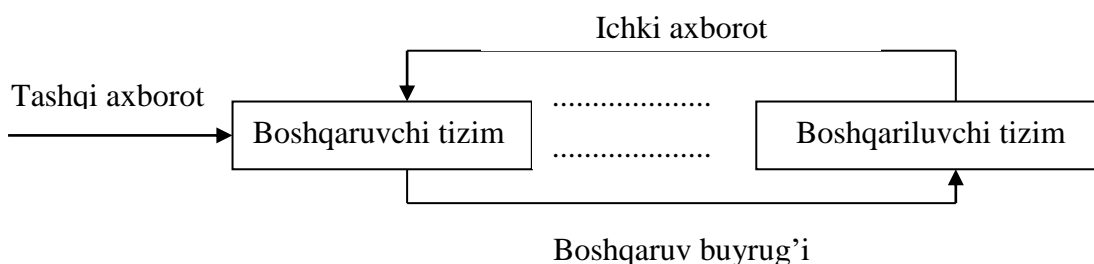 Ichki axborot
Tashqi axborot
Boshqaruvchi tizim
...................
Boshqariluvchi tizim
...................
Boshqaruv buyrug’i